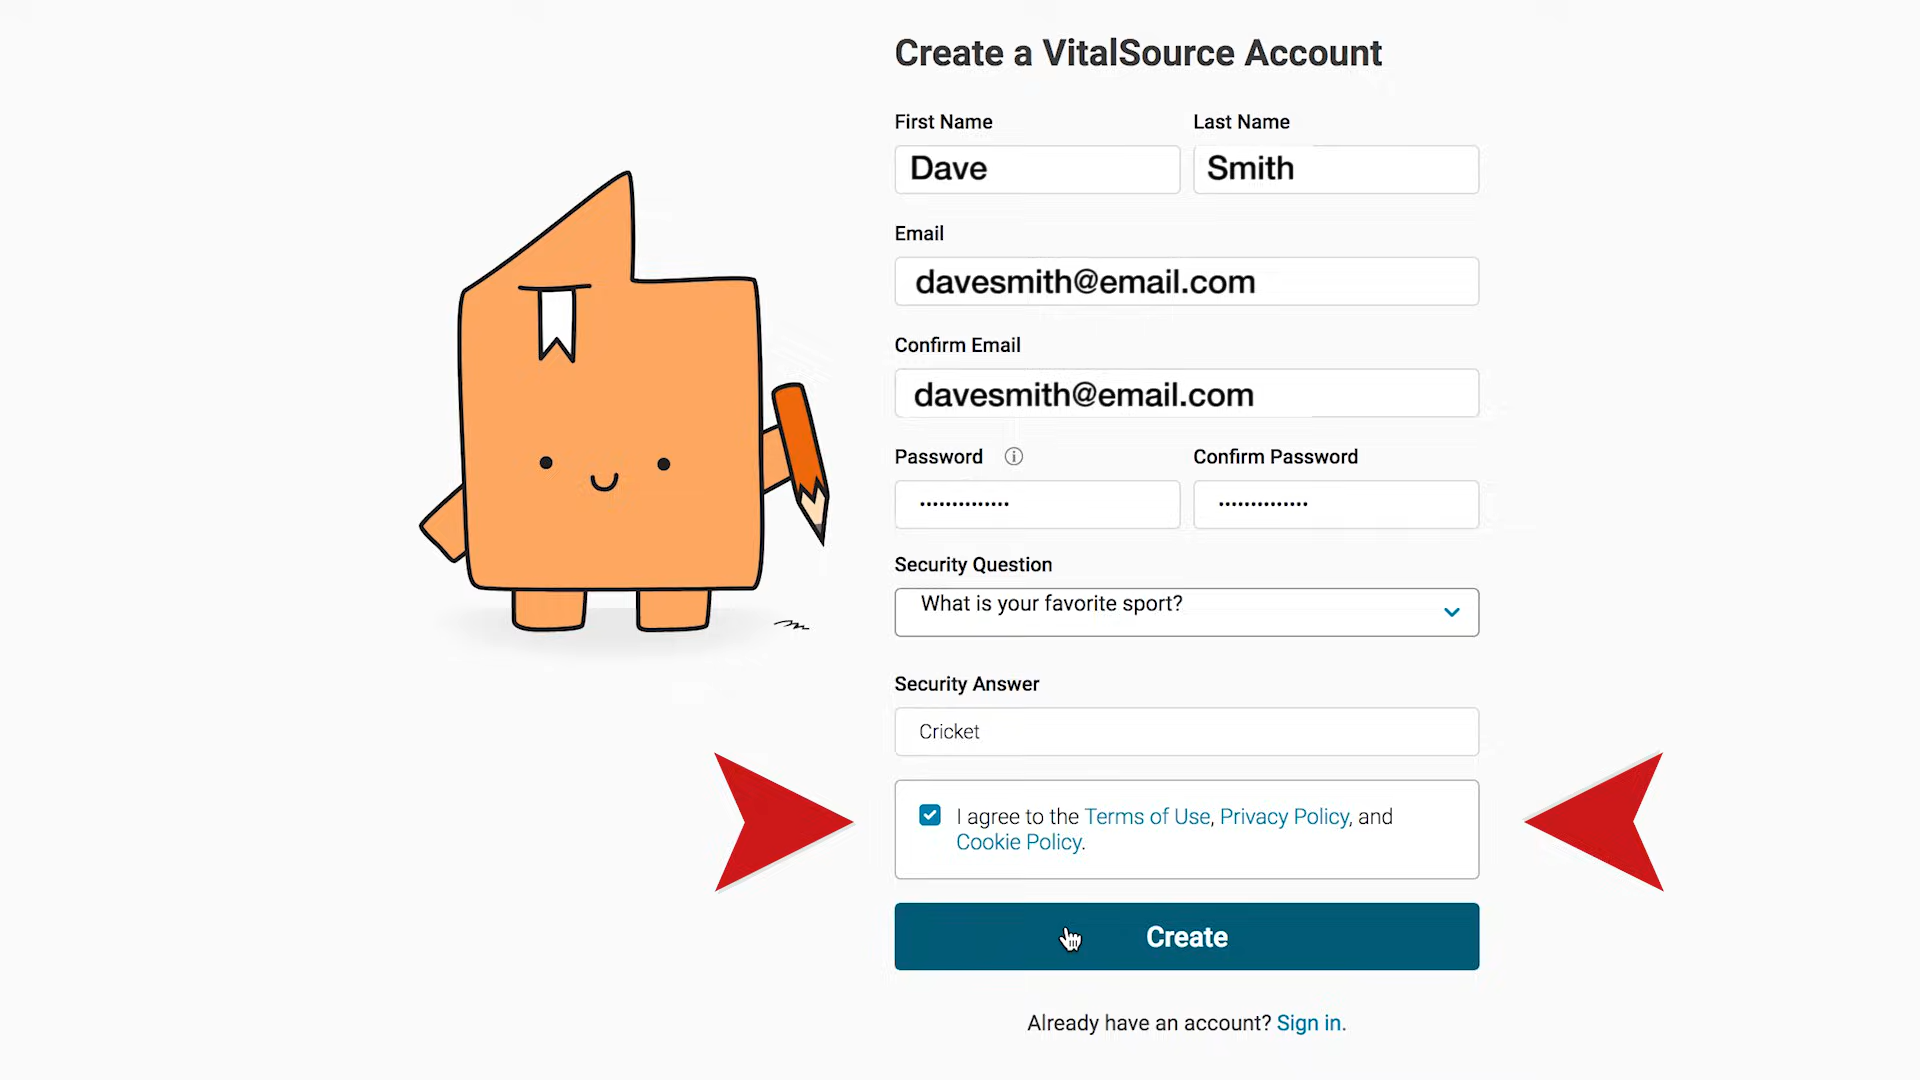 Create a VitalSource Account
First Name
Last Name
Dave
Smith
Email
davesmith@email.com
Confirm Email
davesmith@email.com
Password
Confirm Password
••••••••••••••
••••••••••••••
Security Question
What is your favorite sport?
Security Answer
Cricket
I agree to the Terms of Use, Privacy Policy, and
Cookie Policy.
Create
Already have an account? Sign in.